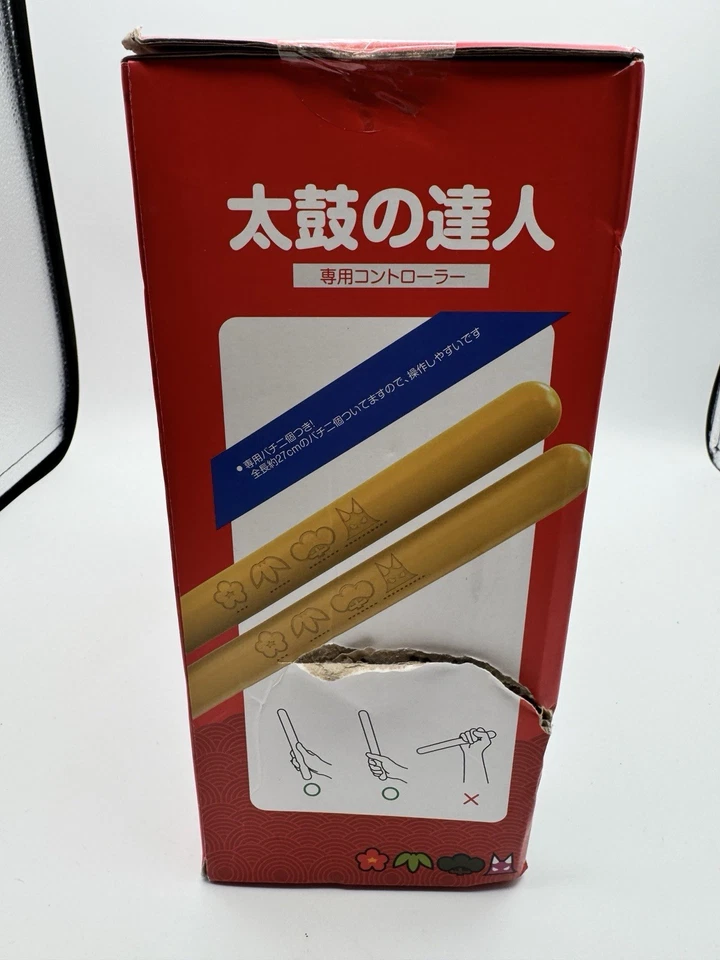 太鼓の達人
専用コントローラー
● 専用バチ二個つき!
全長約27cmのバチ二個ついてますので、操作しやすいです